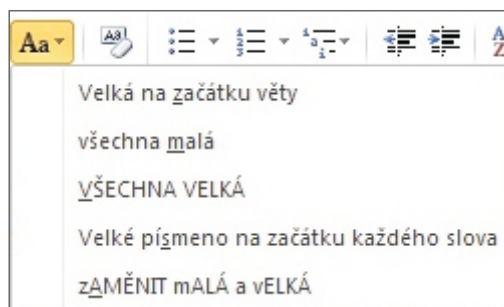 Aa
Velká na začátku věty
všechna malá
VŠECHNA VELKÁ
Velké písmeno na začátku každého slova
zAMĚNIT mALÁ a vELKÁ